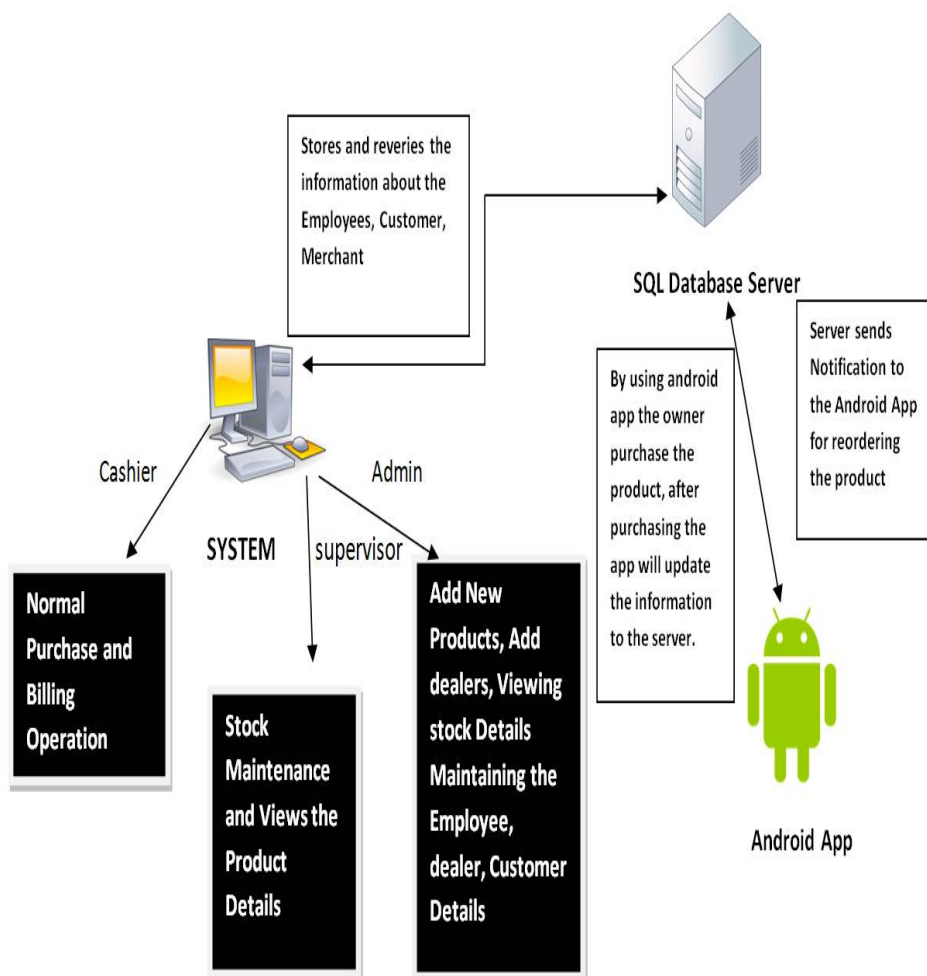 Stores and reveries the
information about the
Employees, Customer,
Merchant
SQL Database Server
Server sends
Notification to
the Android App
for reordering
the product
By using android
app the owner
purchase the
product, after
purchasing the
app will update
the information
to the server.
Cashier
Admin
SYSTEM
supervisor
Normal
Purchase and
Billing
Operation
Stock
Maintenance
and Views the
Product
Details
Add New
Products, Add
dealers, Viewing
stock Details
Maintaining the
Employee,
dealer, Customer
Details
Android App